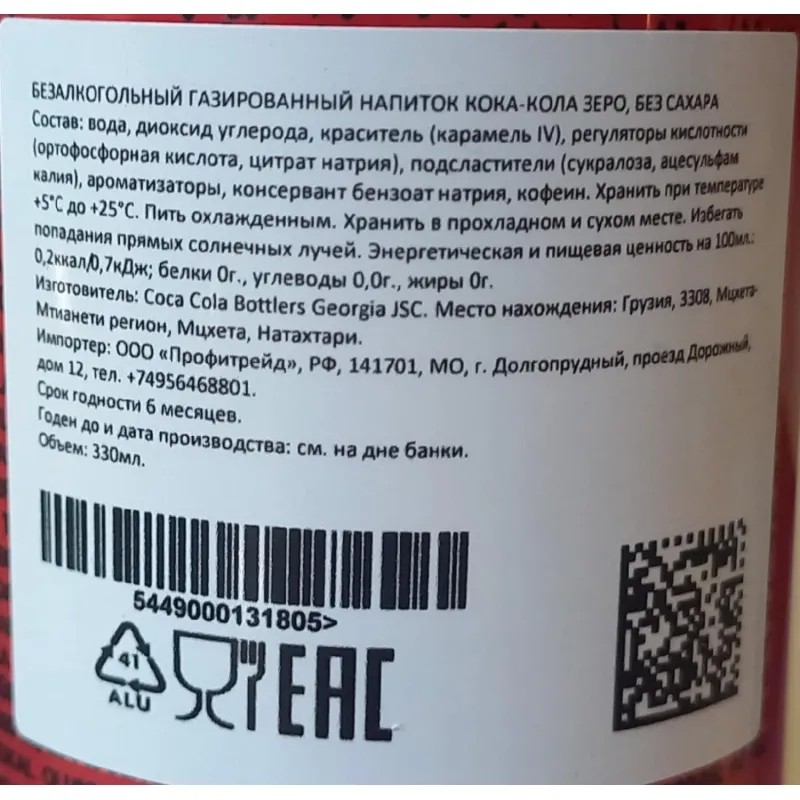 БЕЗАЛКОГОЛЬНЫЙ ГАЗИРОВАННЫЙ НАПИТОК КОКА-КОЛА ЗЕРО, БЕЗ САХАРА
Состав: вода, диоксид углерода, краситель (карамель IV), регуляторы кислотности
(ортофосфорная кислота, цитрат натрия), подсластители (сукралоза, ацесульфам
калия), ароматизаторы, консервант бензоат натрия, кофеин. Хранить при температуре
+5°С до +25°С. Пить охлажденным. Хранить в прохладном и сухом месте. Избегать
попадания прямых солнечных лучей. Энергетическая и пищевая ценность на 100мл.:
0,2ккал/0,7кДж; белки 0г., углеводы 0,0г., жиры 0г.
Изготовитель: Coca Cola Bottlers Georgia JSC. Место нахождения: Грузия, 3308, Мцхета-
Мтианети регион, Мцхета, Натахтари.
Импортер: ООО «Профитрейд», РФ, 141701, МО, г. Долгопрудный, проезд Дорожный,
дом 12, тел. +74956468801.
Срок годности 6 месяцев.
Годен до и дата производства: см. на дне банки.
Объем: 330мл.
5449000131805>
41
ALU
EAC